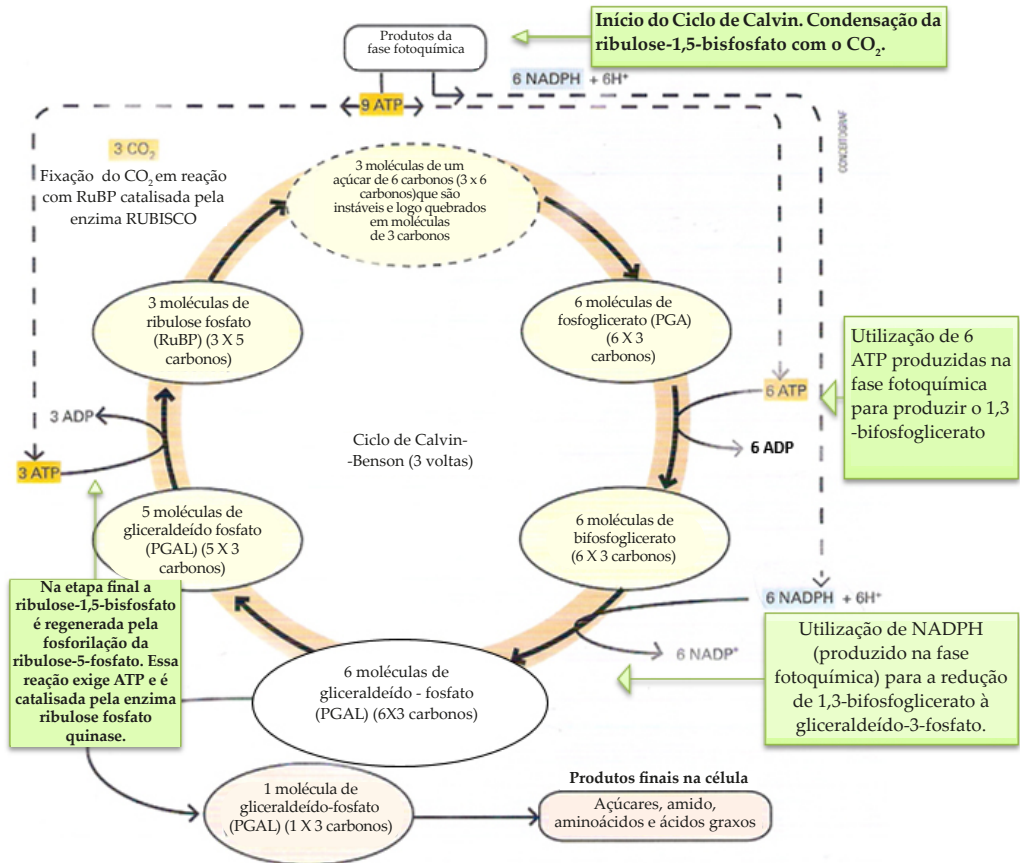 Produtos da
fase fotoquímica
Início do Ciclo de Calvin. Condensação da
ribulose-1,5-bisfosfato com o CO₂.
6 NADPH + 6H⁺
9 ATP
CONCEITOGRAF
3 CO₂
Fixação do CO₂ em reação
com RuBP catalisada pela
enzima RUBISCO
3 moléculas de um
açúcar de 6 carbonos (3 x 6
carbonos)que são
instáveis e logo quebrados
em moléculas
de 3 carbonos
3 moléculas de
ribulose fosfato
(RuBP) (3 X 5
carbonos)
6 moléculas de
fosfoglicerato (PGA)
(6 X 3
carbonos)
Utilização de 6
ATP produzidas na
fase fotoquímica
para produzir o 1,3
-bifosfoglicerato
6 ATP
6 ADP
3 ADP
3 ATP
Ciclo de Calvin-
-Benson (3 voltas)
5 moléculas de
gliceraldeído fosfato
(PGAL) (5 X 3
carbonos)
6 moléculas de
bifosfoglicerato
(6 X 3 carbonos)
Na etapa final a
ribulose-1,5-bisfosfato
é regenerada pela
fosforilação da
ribulose-5-fosfato. Essa
reação exige ATP e é
catalisada pela enzima
ribulose fosfato
quinase.
6 NADPH + 6H⁺
6 NADP⁺
Utilização de NADPH
(produzido na fase
fotoquímica) para a redução
de 1,3-bifosfoglicerato à
gliceraldeído-3-fosfato.
6 moléculas de
gliceraldeído - fosfato
(PGAL) (6X3 carbonos)
1 molécula de
gliceraldeído-fosfato
(PGAL) (1 X 3 carbonos)
Produtos finais na célula
Açúcares, amido,
aminoácidos e ácidos graxos